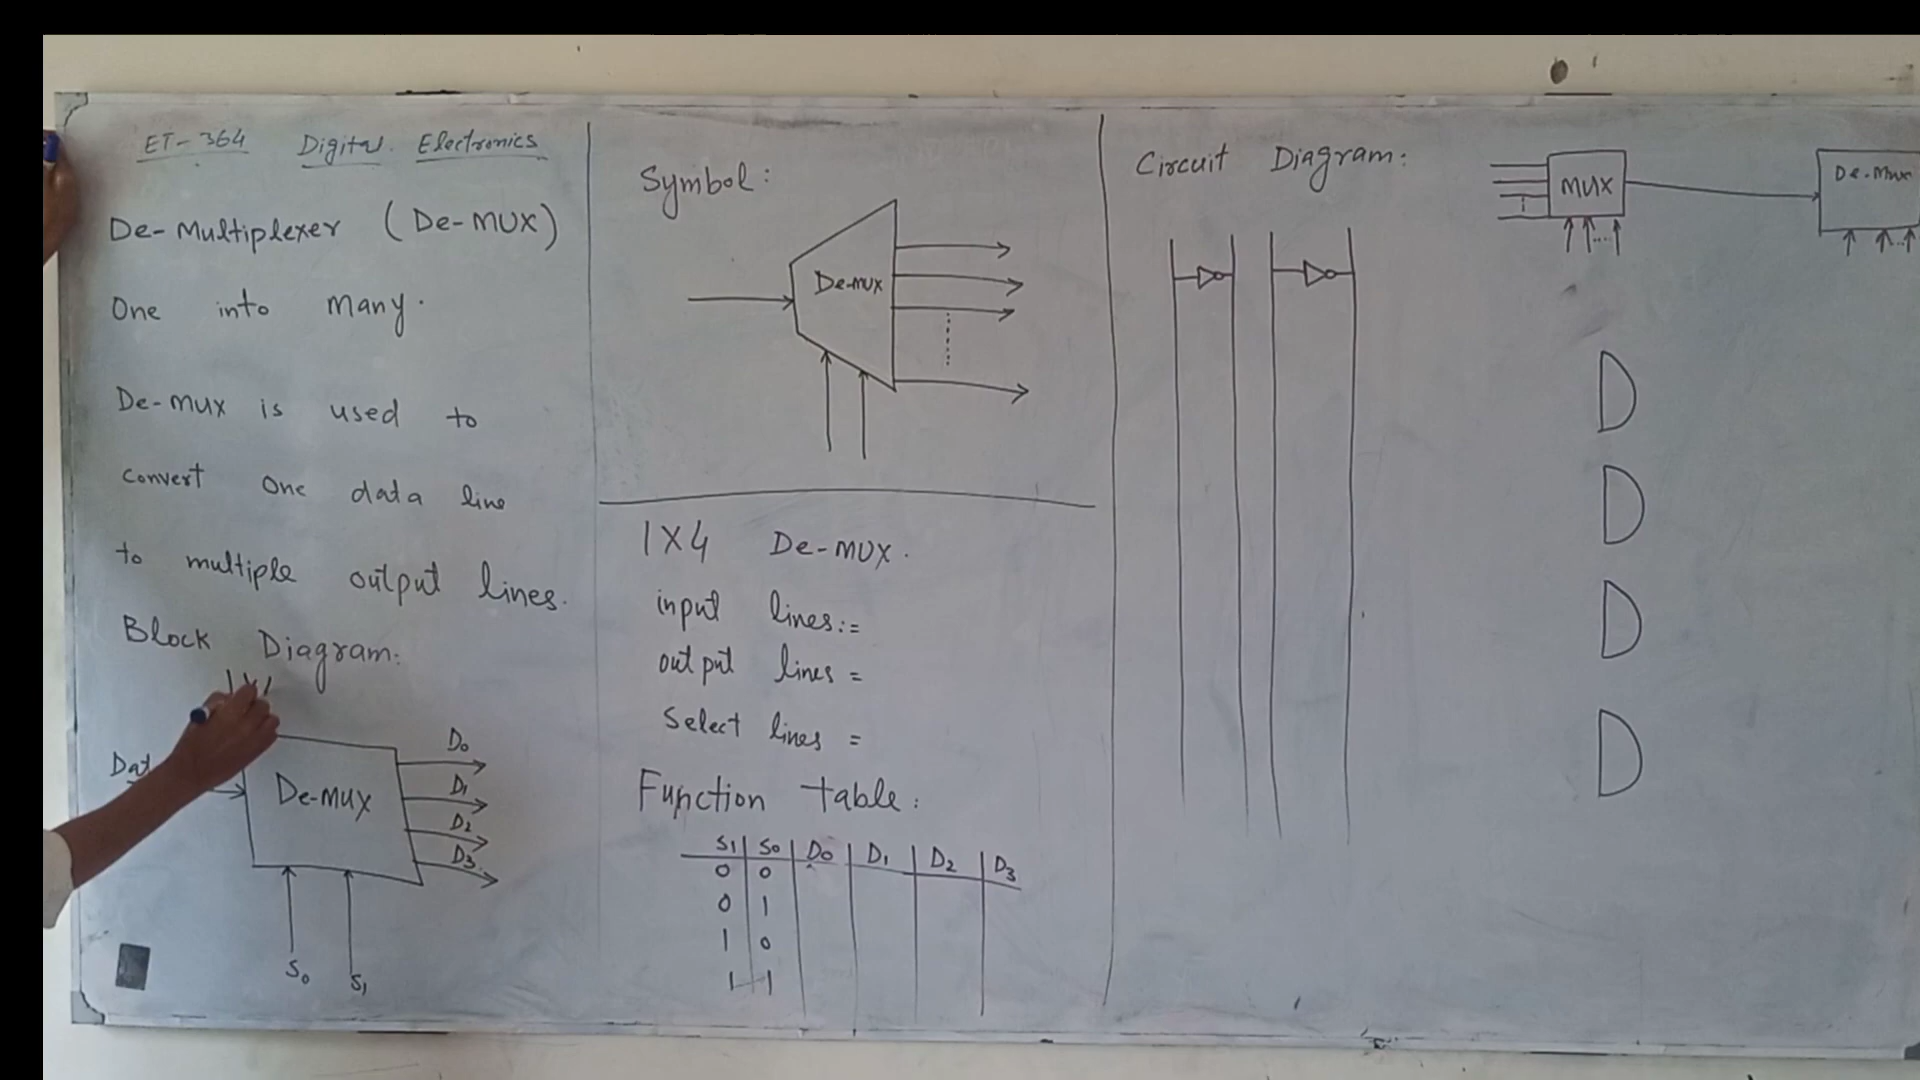 ET-364 Digital Electronics
De-Multiplexer (De-MUX)
One into many.
De-mux is used to
convert one data line
to multiple output lines.
Block Diagram:
De-MUX
D0
D1
D2
D3
S0 S1
Symbol:
De-mux
1X4 De-MUX.
input lines:=
output lines =
Select lines =
Function table:
S1 S0 D0 D1 D2 D3
0 0
0 1
1 0
1 1
Circuit Diagram:
MUX
De-Mux